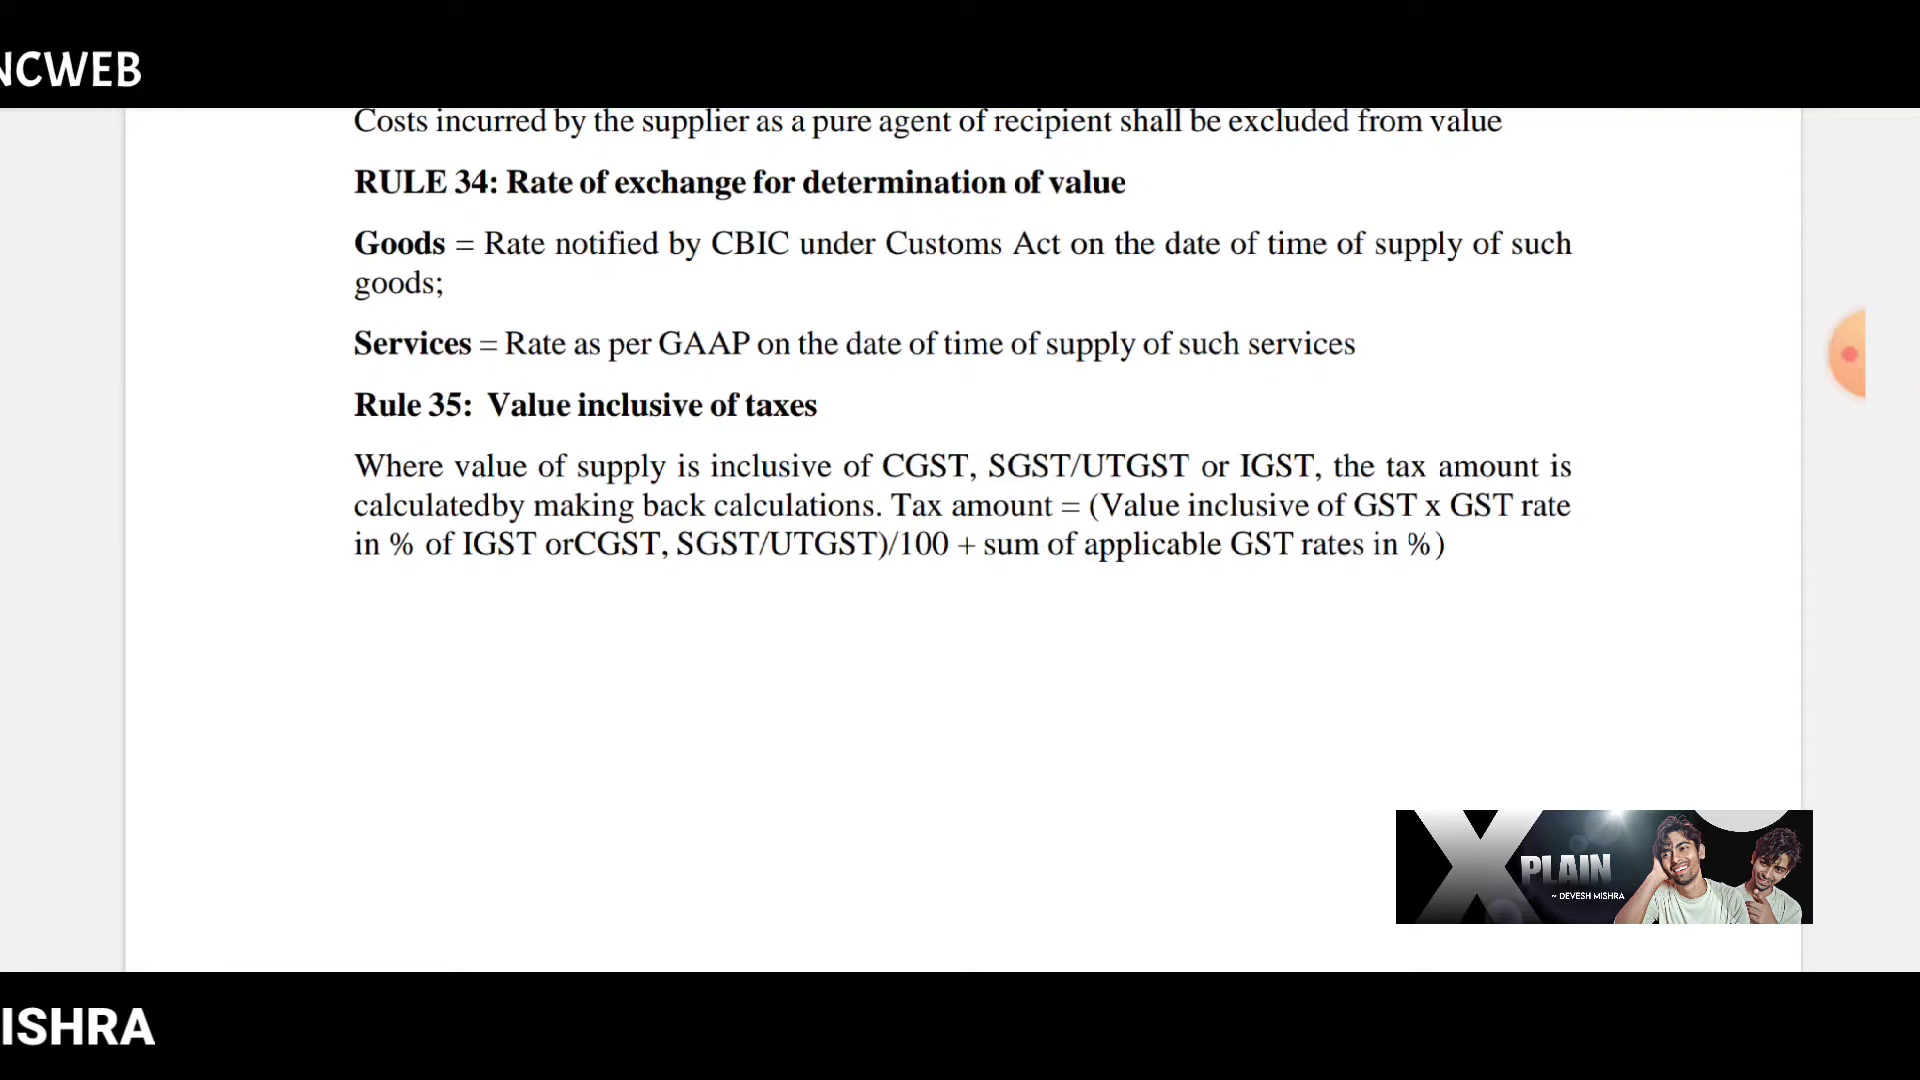 NCWEB
Costs incurred by the supplier as a pure agent of recipient shall be excluded from value
RULE 34: Rate of exchange for determination of value
Goods = Rate notified by CBIC under Customs Act on the date of time of supply of such
goods;
Services = Rate as per GAAP on the date of time of supply of such services
Rule 35: Value inclusive of taxes
Where value of supply is inclusive of CGST, SGST/UTGST or IGST, the tax amount is
calculatedby making back calculations. Tax amount = (Value inclusive of GST x GST rate
in % of IGST orCGST, SGST/UTGST)/100 + sum of applicable GST rates in %)
XPLAIN
~ DEVESH MISHRA
ISHRA